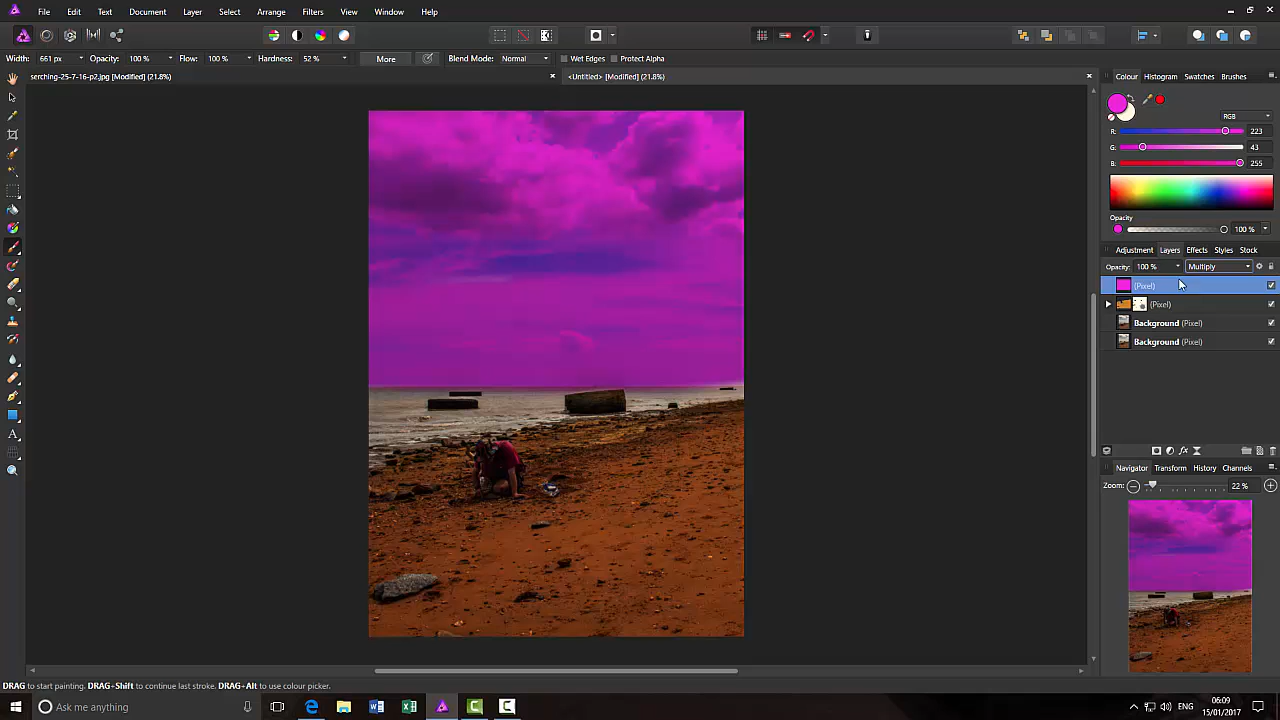 File Edit Text Document Layer Select Arrange Filters View Window Help
Width: 661 px Opacity: 100 % Flow: 100 % Hardness: 52 % More Blend Mode: Normal Wet Edges Protect Alpha
serching-25-7-16-p2.jpg [Modified] (21.8%)
<Untitled> [Modified] (21.8%)
Colour Histogram Swatches Brushes
RGB
R: 223
G: 43
B: 255
Opacity
100 %
Adjustment Layers Effects Styles Stock
Opacity: 100 % Multiply
(Pixel)
(Pixel)
Background (Pixel)
Background (Pixel)
Navigator Transform History Channels
Zoom: 22 %
DRAG to start painting. DRAG+Shift to continue last stroke. DRAG+Alt to use colour picker.
Ask me anything
ENG
06:09
15/01/2017